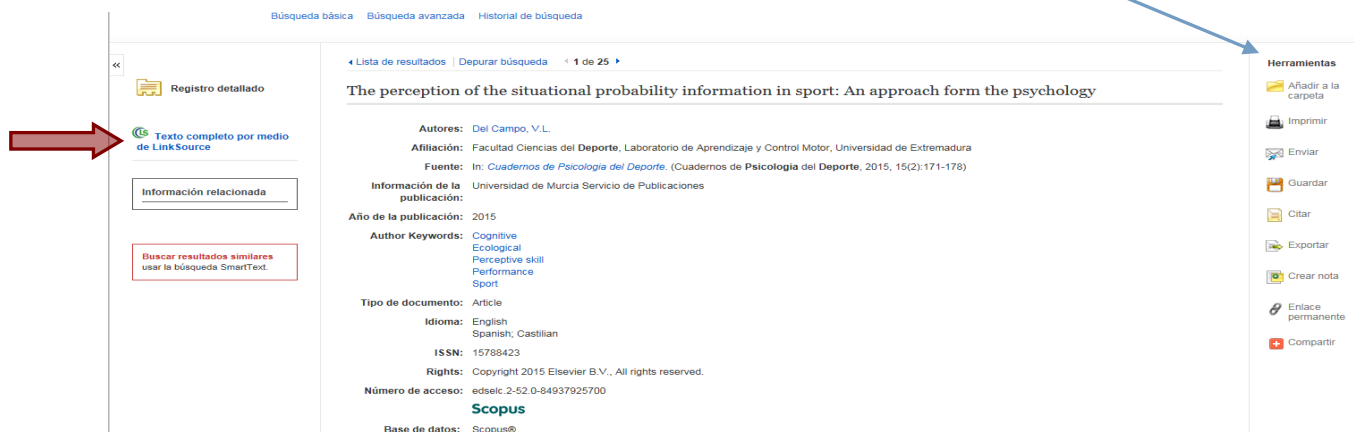 Búsqueda básica Búsqueda avanzada Historial de búsqueda
«
Registro detallado
Texto completo por medio
de LinkSource
Información relacionada
Buscar resultados similares
usar la búsqueda SmartText.
Lista de resultados | Depurar búsqueda 1 de 25
The perception of the situational probability information in sport: An approach form the psychology
Autores: Del Campo, V.L.
Afiliación: Facultad Ciencias del Deporte, Laboratorio de Aprendizaje y Control Motor, Universidad de Extremadura
Fuente: In: Cuadernos de Psicologia del Deporte. (Cuadernos de Psicologia del Deporte, 2015, 15(2):171-178)
Información de la publicación: Universidad de Murcia Servicio de Publicaciones
Año de la publicación: 2015
Author Keywords: Cognitive
Ecological
Perceptive skill
Performance
Sport
Tipo de documento: Article
Idioma: English
Spanish; Castilian
ISSN: 15788423
Rights: Copyright 2015 Elsevier B.V., All rights reserved.
Número de acceso: edselc.2-52.0-84937925700
Scopus
Base de datos: Scopus®
Herramientas
Añadir a la
carpeta
Imprimir
Enviar
Guardar
Citar
Exportar
Crear nota
Enlace
permanente
Compartir